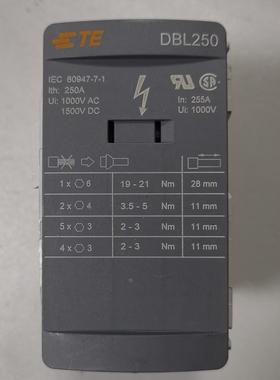 TE DBL250
IEC 60947-7-1
Ith: 250A
Ui: 1000V AC
1500V DC
In: 255A
Ui: 1000V
1 x 6 19 - 21 Nm 28 mm
2 x 4 3.5 - 5 Nm 11 mm
5 x 3 2 - 3 Nm 11 mm
4 x 3 2 - 3 Nm 11 mm